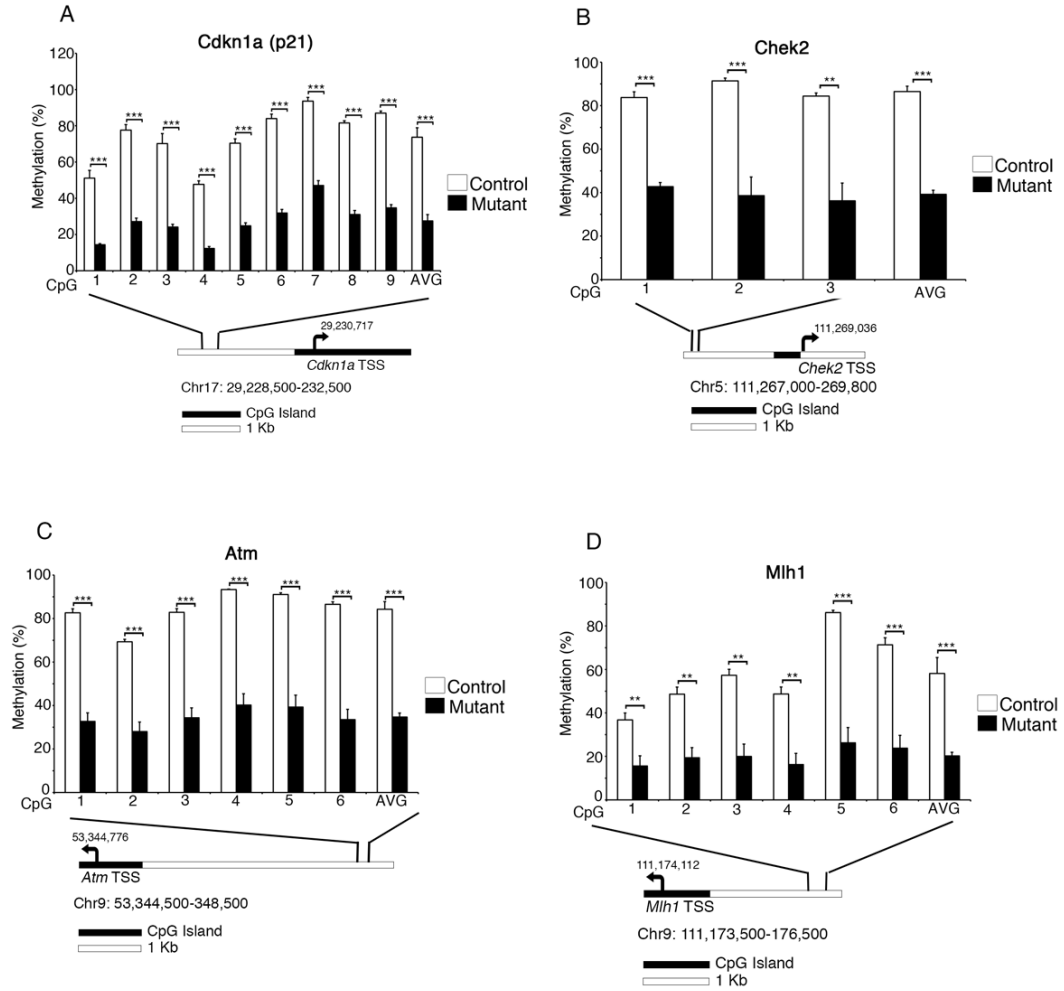 A
Cdkn1a (p21)
120
100
80
60
40
20
0
Methylation (%)
***
***
***
***
***
***
***
***
***
***
CpG
1 2 3 4 5 6 7 8 9 AVG
Control
Mutant
29,230,717
Cdkn1a TSS
Chr17: 29,228,500-232,500
CpG Island
1 Kb
B
Chek2
100
80
60
40
20
0
Methylation (%)
***
***
**
***
CpG
1 2 3 AVG
Control
Mutant
111,269,036
Chek2 TSS
Chr5: 111,267,000-269,800
CpG Island
1 Kb
C
Atm
100
80
60
40
20
0
Methylation (%)
***
***
***
***
***
***
***
CpG
1 2 3 4 5 6 AVG
Control
Mutant
53,344,776
Atm TSS
Chr9: 53,344,500-348,500
CpG Island
1 Kb
D
Mlh1
100
80
60
40
20
0
Methylation (%)
**
**
**
**
***
***
***
CpG
1 2 3 4 5 6 AVG
Control
Mutant
111,174,112
Mlh1 TSS
Chr9: 111,173,500-176,500
CpG Island
1 Kb